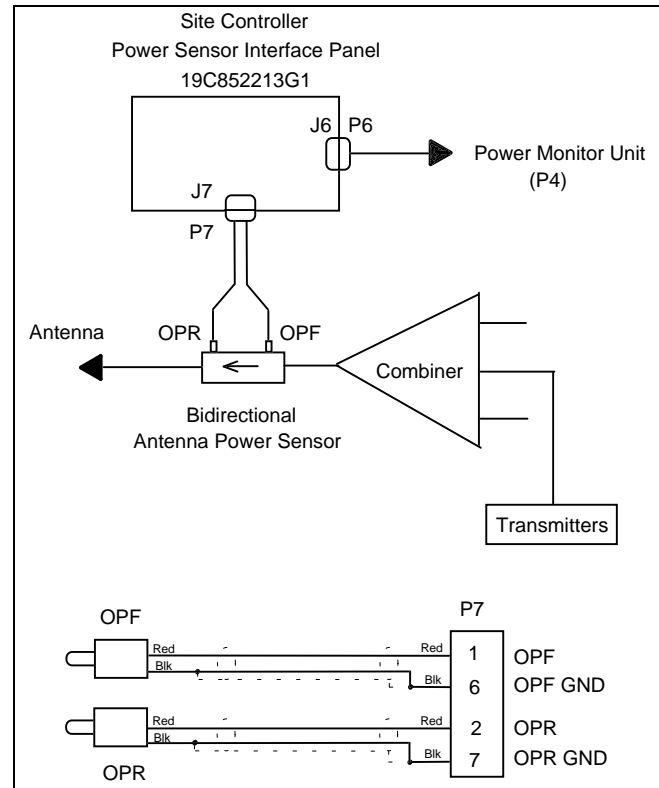 Site Controller
Power Sensor Interface Panel
19C852213G1
J6 P6
Power Monitor Unit
(P4)
J7
P7
Antenna
OPR
OPF
Combiner
Bidirectional
Antenna Power Sensor
Transmitters
OPF
P7
Red
Red
1
OPF
Blk
Blk
6
OPF GND
Red
Red
2
OPR
Blk
Blk
7
OPR GND
OPR